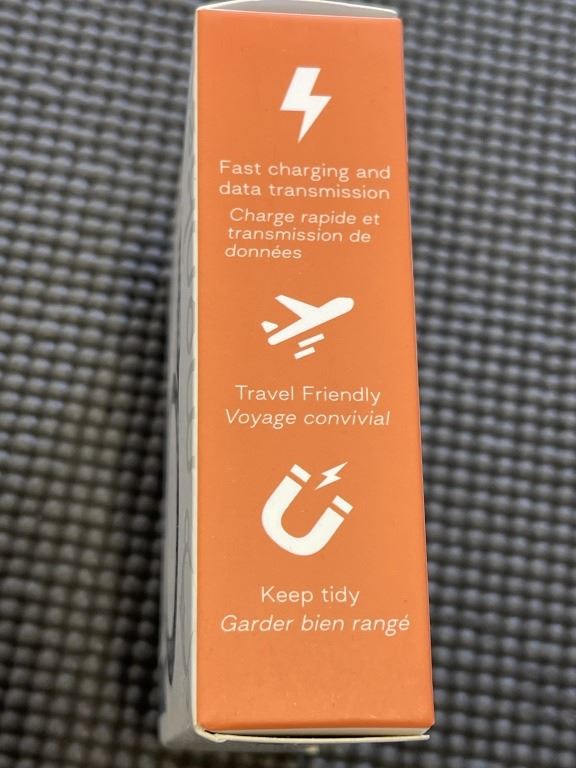 Fast charging and
data transmission
Charge rapide et
transmission de
données
Travel Friendly
Voyage convivial
Keep tidy
Garder bien rangé